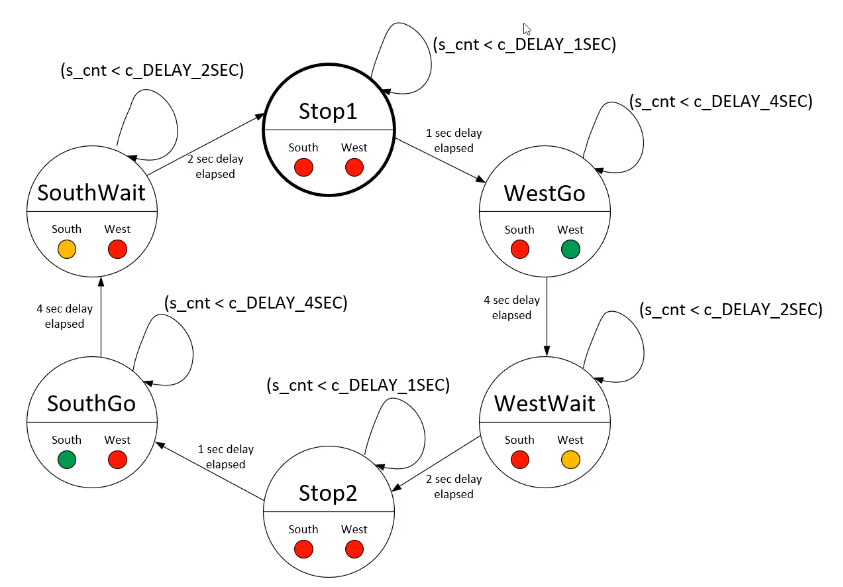 (s_cnt < c_DELAY_1SEC)
(s_cnt < c_DELAY_2SEC)
Stop1
South West
1 sec delay
elapsed
(s_cnt < c_DELAY_4SEC)
2 sec delay
elapsed
SouthWait
South West
WestGo
South West
4 sec delay
elapsed
4 sec delay
elapsed
(s_cnt < c_DELAY_4SEC)
(s_cnt < c_DELAY_2SEC)
SouthGo
South West
(s_cnt < c_DELAY_1SEC)
WestWait
South West
1 sec delay
elapsed
2 sec delay
elapsed
Stop2
South West